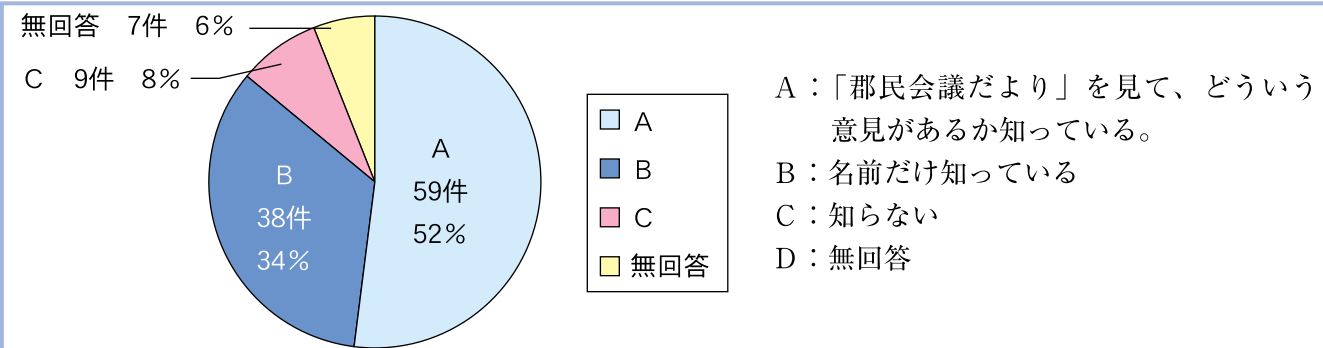 無回答 7件 6%
C 9件 8%
A
59件
52%
B
38件
34%
A
B
C
無回答
A：「郡民会議だより」を見て、どういう
意見があるか知っている。
B：名前だけ知っている
C：知らない
D：無回答